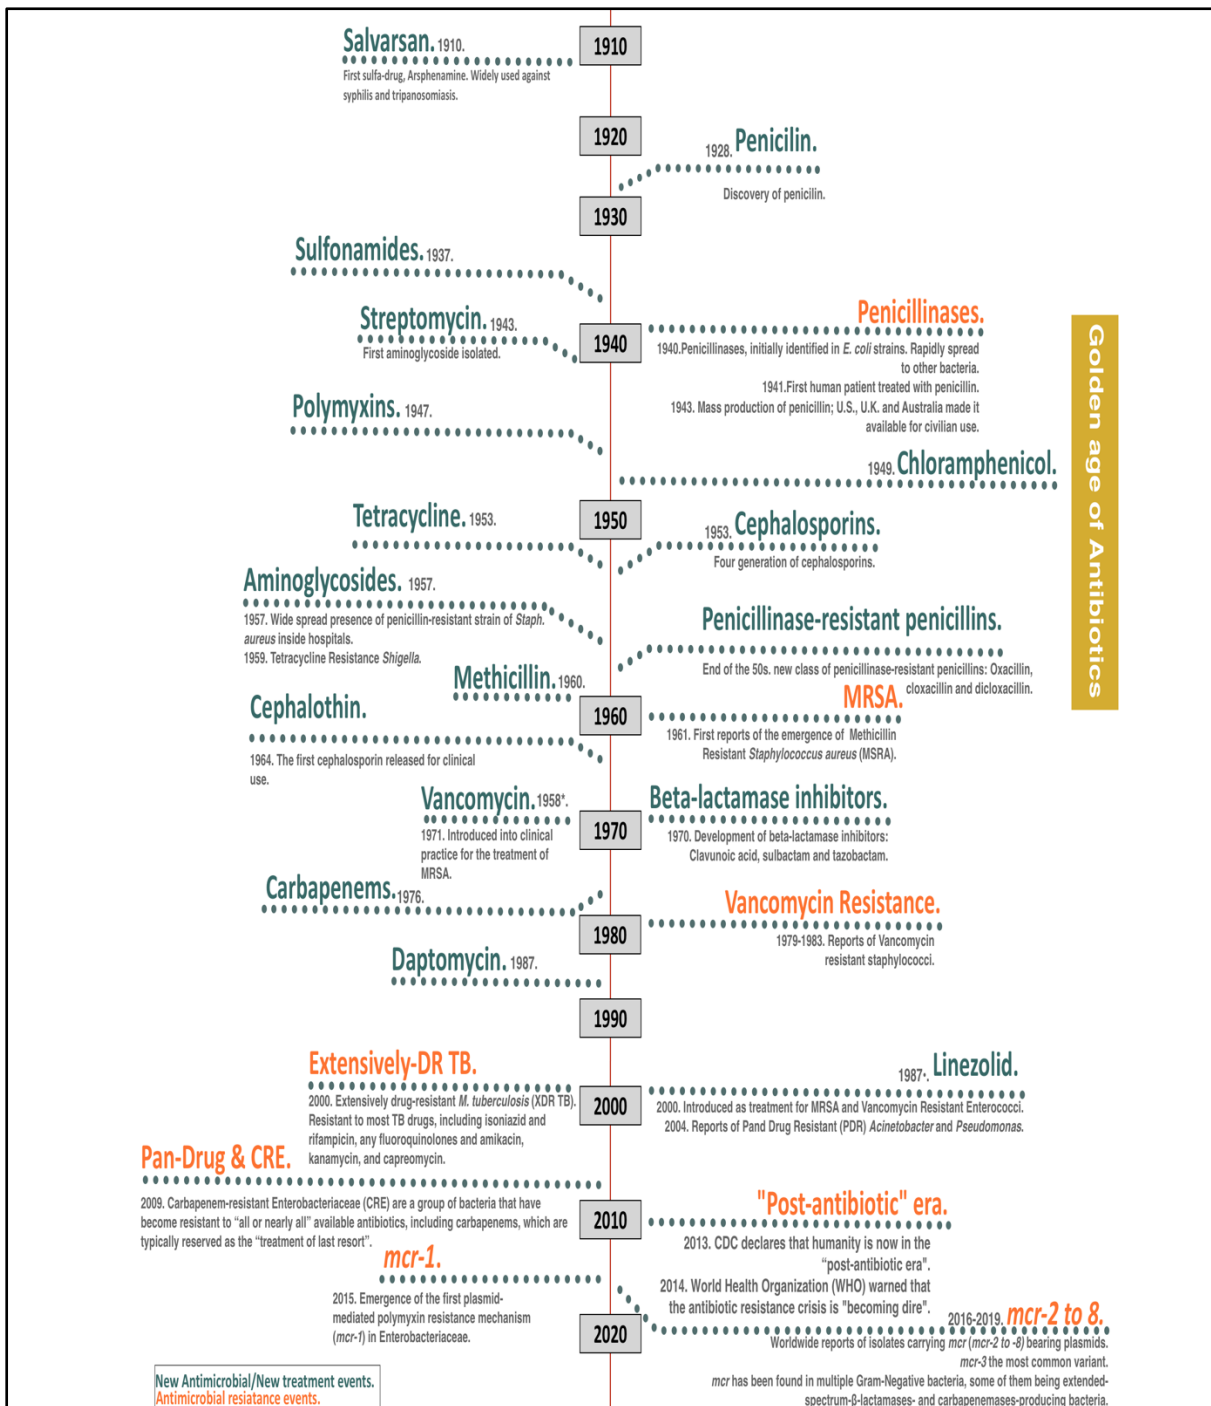 1910
Salvarsan. 1910.
First sulfa-drug, Arsphenamine. Widely used against
syphilis and tripanosomiasis.
1920
1928. Penicilin.
Discovery of penicilin.
1930
Sulfonamides. 1937.
Streptomycin. 1943.
First aminoglycoside isolated.
1940
Penicillinases.
1940.Penicillinases, initially identified in E. coli strains. Rapidly spread
to other bacteria.
1941.First human patient treated with penicillin.
1943. Mass production of penicillin; U.S., U.K. and Australia made it
available for civilian use.
Golden age of Antibiotics
Polymyxins. 1947.
1949. Chloramphenicol.
1950
Tetracycline. 1953.
1953. Cephalosporins.
Four generation of cephalosporins.
Aminoglycosides. 1957.
1957. Wide spread presence of penicillin-resistant strain of Staph.
aureus inside hospitals.
1959. Tetracycline Resistance Shigella.
Penicillinase-resistant penicillins.
End of the 50s. new class of penicillinase-resistant penicillins: Oxacillin,
cloxacillin and dicloxacillin.
Methicillin. 1960.
1960
MRSA.
1961. First reports of the emergence of Methicillin
Resistant Staphylococcus aureus (MSRA).
Cephalothin.
1964. The first cephalosporin released for clinical
use.
Vancomycin. 1958*.
1971. Introduced into clinical
practice for the treatment of
MRSA.
1970
Beta-lactamase inhibitors.
1970. Development of beta-lactamase inhibitors:
Clavunoic acid, sulbactam and tazobactam.
Carbapenems. 1976.
1980
Vancomycin Resistance.
1979-1983. Reports of Vancomycin
resistant staphylococci.
Daptomycin. 1987.
1990
Extensively-DR TB.
2000. Extensively drug-resistant M. tuberculosis (XDR TB).
Resistant to most TB drugs, including isoniazid and
rifampicin, any fluoroquinolones and amikacin,
kanamycin, and capreomycin.
2000
1987*. Linezolid.
2000. Introduced as treatment for MRSA and Vancomycin Resistant Enterococci.
2004. Reports of Pand Drug Resistant (PDR) Acinetobacter and Pseudomonas.
Pan-Drug & CRE.
2009. Carbapenem-resistant Enterobacteriaceae (CRE) are a group of bacteria that have
become resistant to “all or nearly all” available antibiotics, including carbapenems, which are
typically reserved as the “treatment of last resort”.
2010
"Post-antibiotic" era.
2013. CDC declares that humanity is now in the
“post-antibiotic era".
2014. World Health Organization (WHO) warned that
the antibiotic resistance crisis is "becoming dire".
mcr-1.
2015. Emergence of the first plasmid-
mediated polymyxin resistance mechanism
(mcr-1) in Enterobacteriaceae.
2020
2016-2019. mcr-2 to 8.
Worldwide reports of isolates carrying mcr (mcr-2 to -8) bearing plasmids.
mcr-3 the most common variant.
mcr has been found in multiple Gram-Negative bacteria, some of them being extended-
spectrum-ß-lactamases- and carbapenemases-producing bacteria.
New Antimicrobial/New treatment events.
Antimicrobial resiatance events.